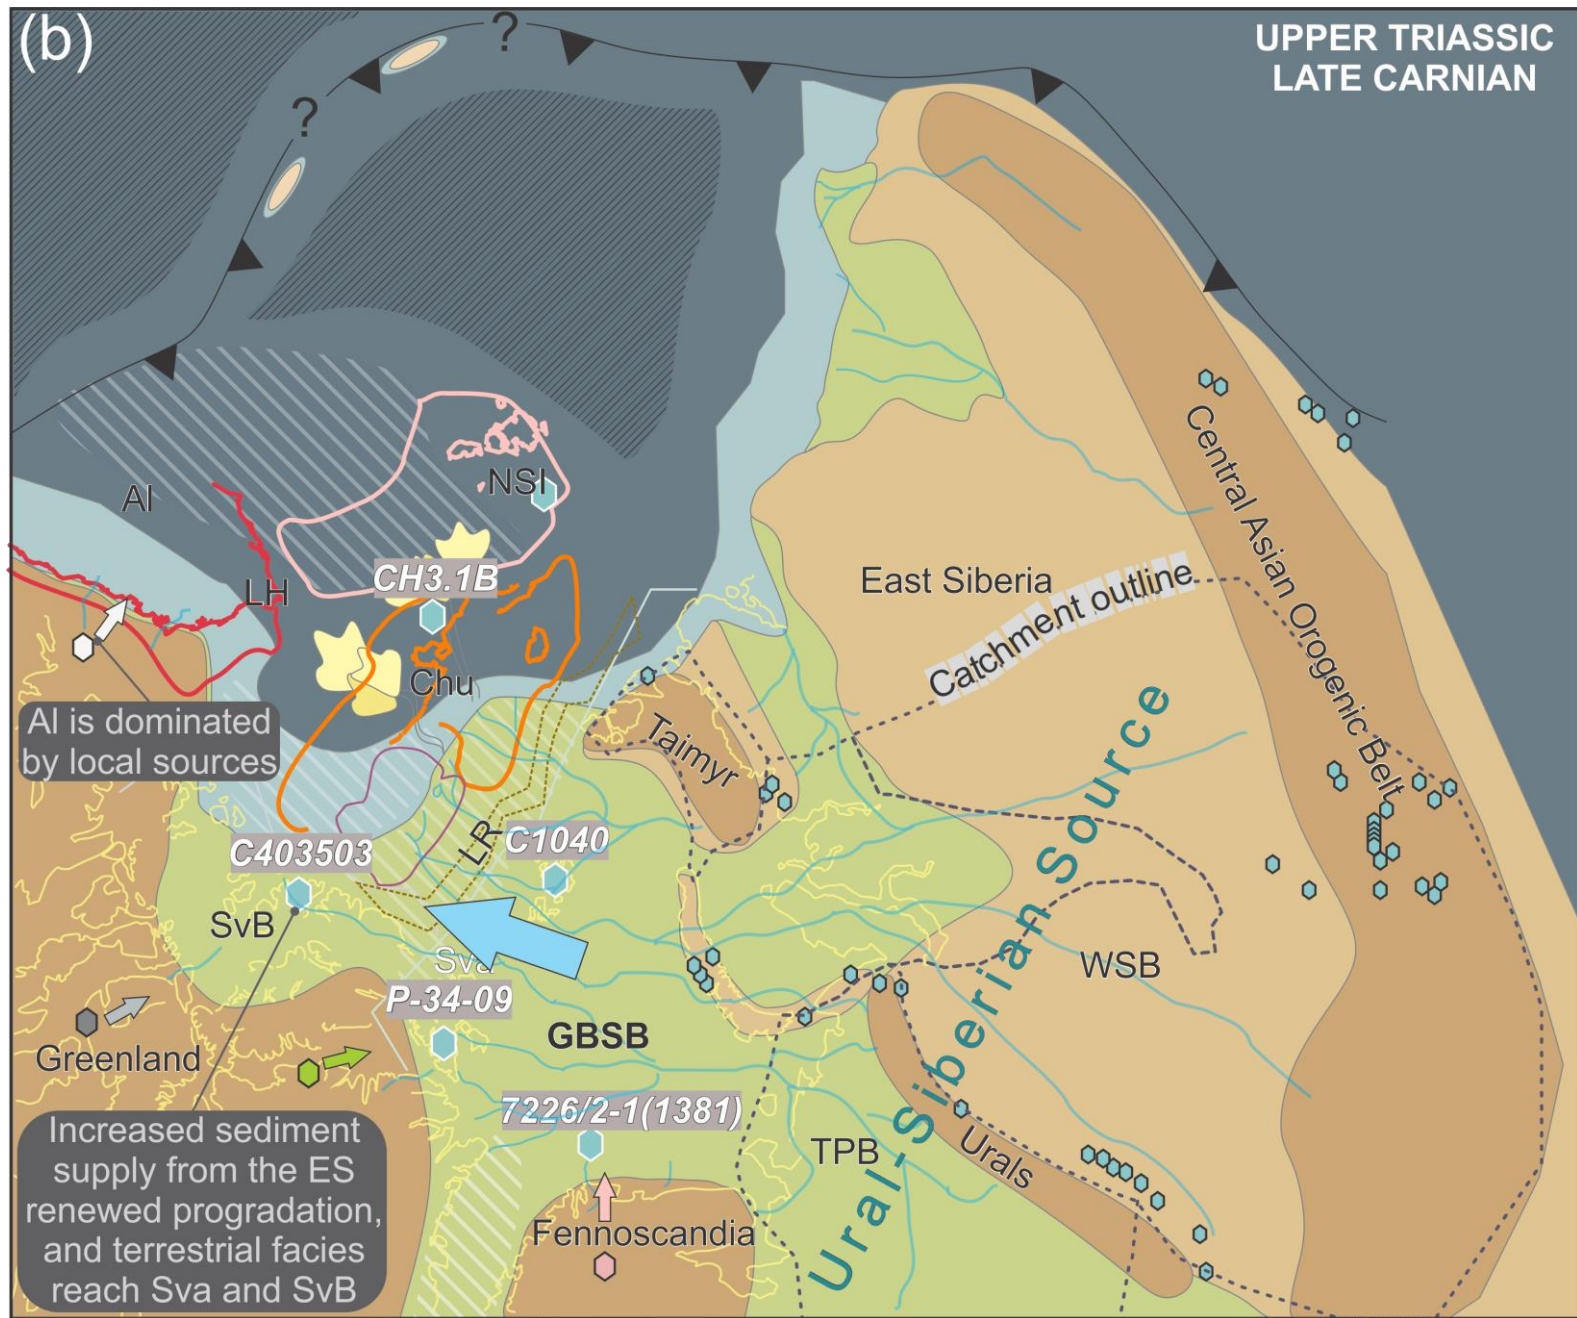 (b)
UPPER TRIASSIC
LATE CARNIAN
?
?
Al
NSI
LH
CH3.1B
Chu
East Siberia
Catchment outline
Central Asian Orogenic Belt
Al is dominated
by local sources
Taimyr
LR
C403503
C1040
SvB
Sva
P-34-09
GBSB
WSB
Ural-Siberian Source
Greenland
7226/2-1(1381)
TPB
Urals
Fennoscandia
Increased sediment
supply from the ES
renewed progradation,
and terrestrial facies
reach Sva and SvB